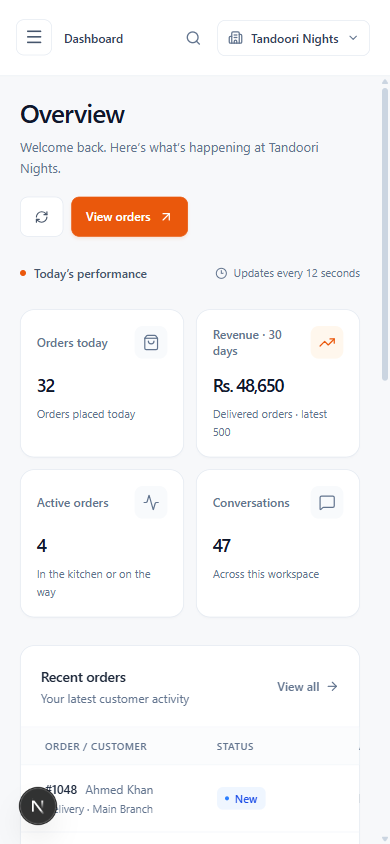 Dashboard
Tandoori Nights
Overview
Welcome back. Here's what's happening at Tandoori
Nights.
View orders
Today's performance
Updates every 12 seconds
Orders today
32
Orders placed today
Revenue · 30
days
Rs. 48,650
Delivered orders · latest
500
Active orders
4
In the kitchen or on the
way
Conversations
47
Across this workspace
Recent orders
Your latest customer activity
View all
ORDER / CUSTOMER
STATUS
#1048 Ahmed Khan
· Main Branch
New
N